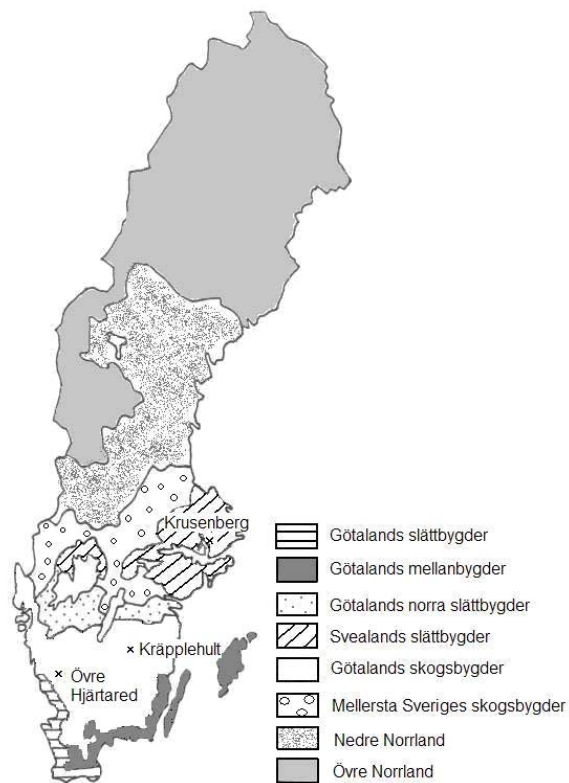 Krusenberg
Kräpplehult
Övre
Hjärtared
Götalands slättbygder
Götalands mellanbygder
Götalands norra slättbygder
Svealands slättbygder
Götalands skogsbygder
Mellersta Sveriges skogsbygder
Nedre Norrland
Övre Norrland